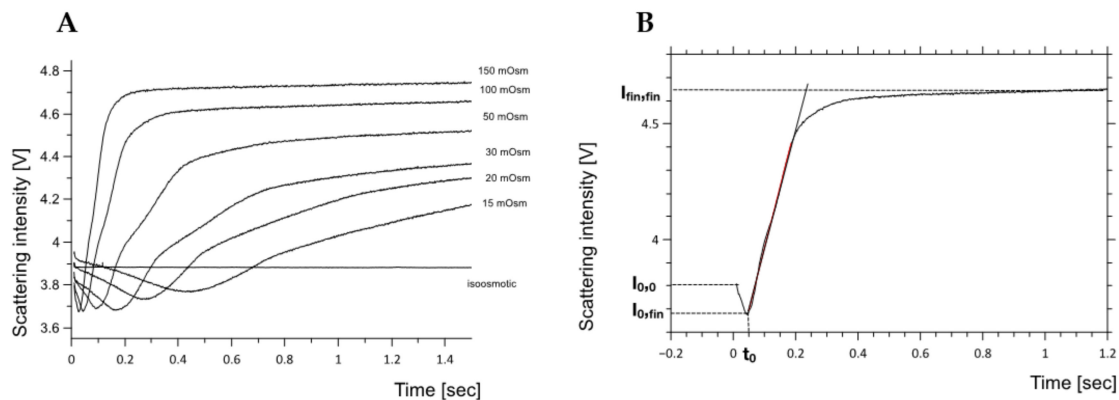 A
4.8
4.6
4.4
4.2
4
3.8
3.6
0
0.2
0.4
0.6
0.8
1
1.2
1.4
Scattering intensity [V]
Time [sec]
150 mOsm
100 mOsm
50 mOsm
30 mOsm
20 mOsm
15 mOsm
isoosmotic
B
Ifin,fin
4.5
4
I0,0
I0,fin
−0.2
0
t0
0.2
0.4
0.6
0.8
1
1.2
Scattering intensity [V]
Time [sec]